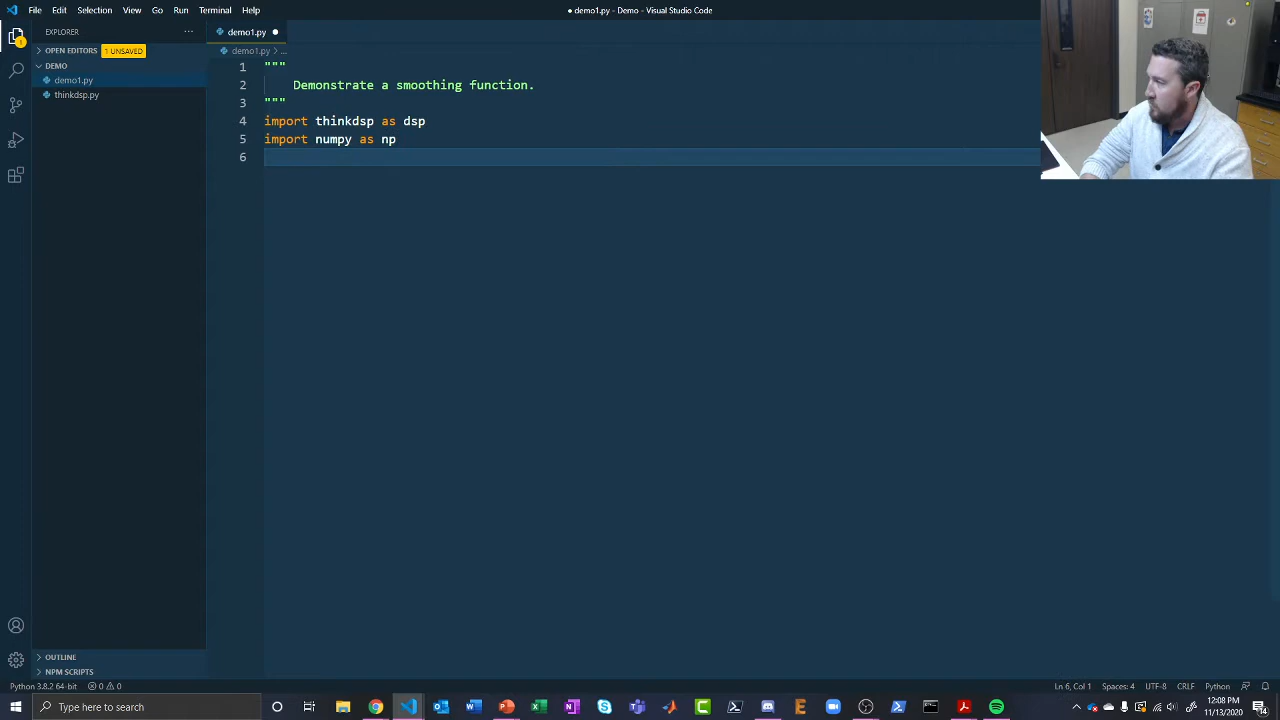 File Edit Selection View Go Run Terminal Help
● demo1.py - Demo - Visual Studio Code
EXPLORER ...
demo1.py ●
OPEN EDITORS 1 UNSAVED
demo1.py > ...
DEMO
demo1.py
thinkdsp.py
1 """
2 Demonstrate a smoothing function.
3 """
4 import thinkdsp as dsp
5 import numpy as np
6
OUTLINE
NPM SCRIPTS
Python 3.8.2 64-bit 0 0
Ln 6, Col 1 Spaces: 4 UTF-8 CRLF Python
Type here to search
12:08 PM
11/13/2020